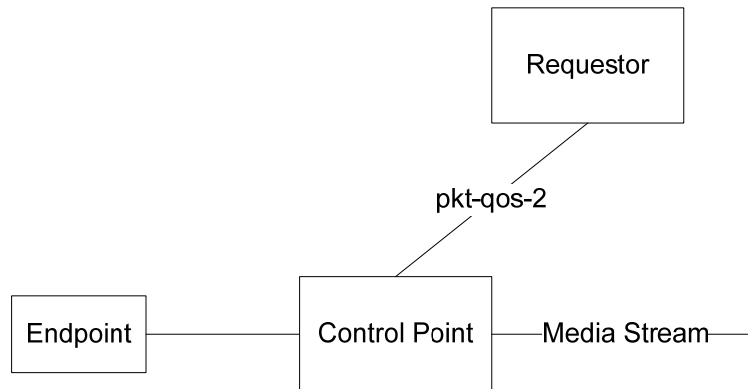 Requestor
pkt-qos-2
Endpoint
Control Point
Media Stream